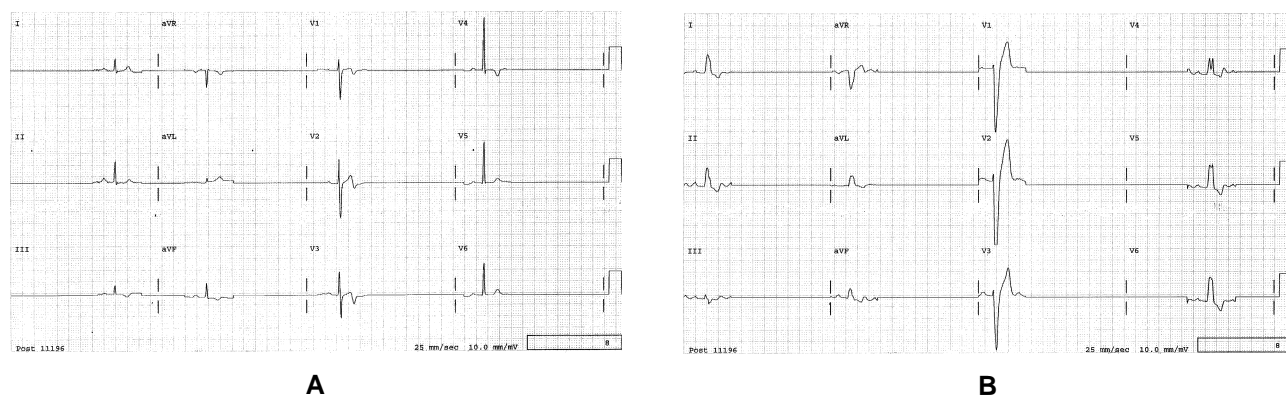 I aVR V1 V4
II aVL V2 V5
III aVF V3 V6
Post 11196 25 mm/sec 10.0 mm/mV 8
A
I aVR V1 V4
II aVL V2 V5
III aVF V3 V6
Post 11196 25 mm/sec 10.0 mm/mV 8
B